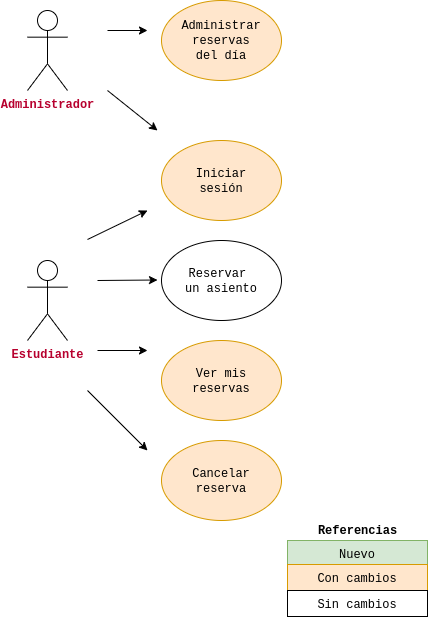 Administrar
reservas
del día
Administrador
Iniciar
sesión
Reservar
un asiento
Estudiante
Ver mis
reservas
Cancelar
reserva
Referencias
Nuevo
Con cambios
Sin cambios